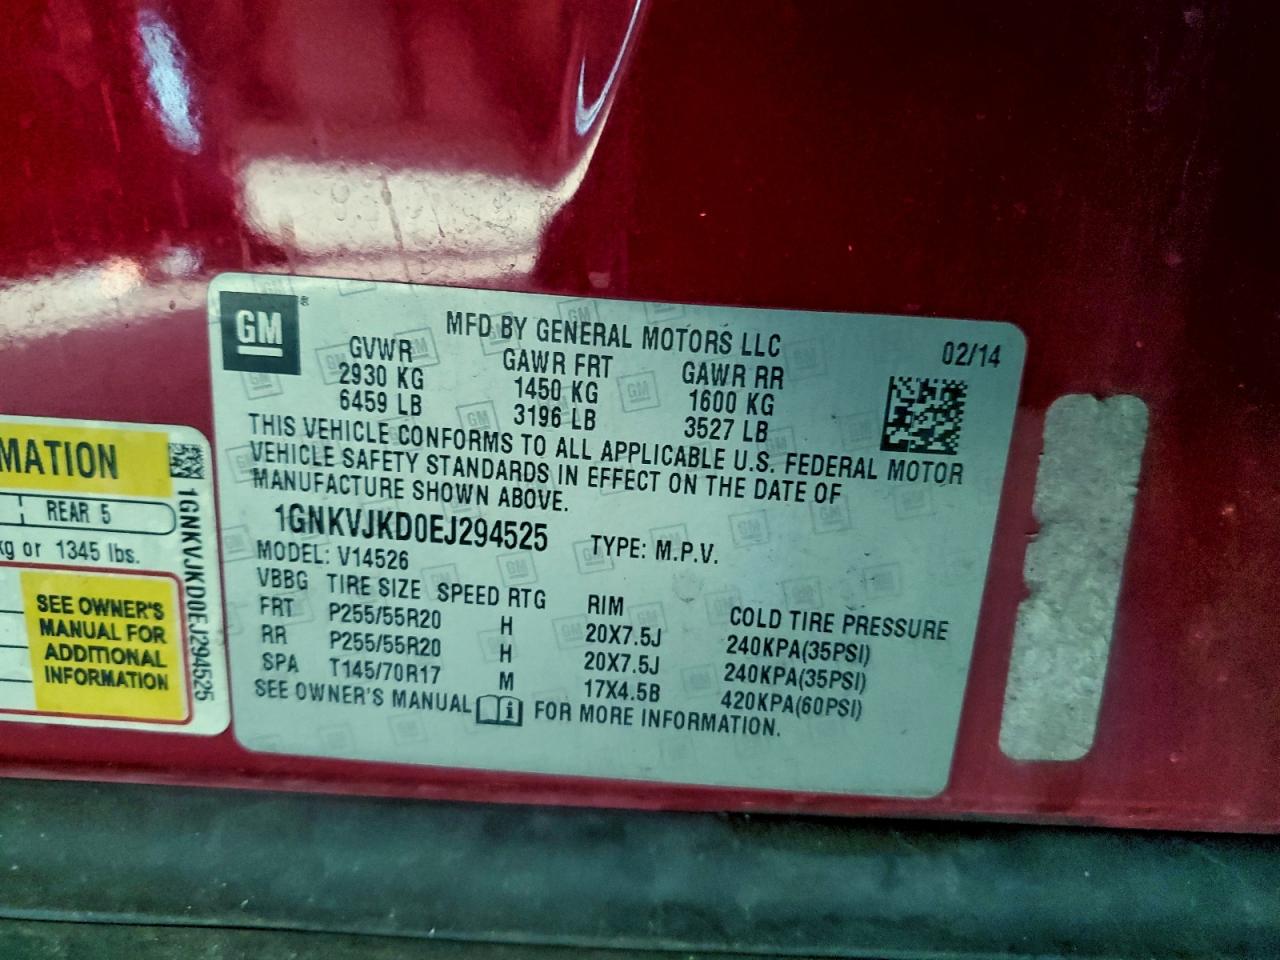 GM®
MFD BY GENERAL MOTORS LLC
02/14
GVWR GAWR FRT GAWR RR
2930 KG 1450 KG 1600 KG
6459 LB 3196 LB 3527 LB
THIS VEHICLE CONFORMS TO ALL APPLICABLE U.S. FEDERAL MOTOR
VEHICLE SAFETY STANDARDS IN EFFECT ON THE DATE OF
MANUFACTURE SHOWN ABOVE.
1GNKVJKD0EJ294525 TYPE: M.P.V.
MODEL: V14526
VBBG TIRE SIZE SPEED RTG RIM COLD TIRE PRESSURE
FRT P255/55R20 H 20X7.5J 240KPA(35PSI)
RR P255/55R20 H 20X7.5J 240KPA(35PSI)
SPA T145/70R17 M 17X4.5B 420KPA(60PSI)
SEE OWNER'S MANUAL i FOR MORE INFORMATION.
MATION
REAR 5
kg or 1345 lbs.
SEE OWNER'S
MANUAL FOR
ADDITIONAL
INFORMATION
1GNKVJKD0EJ294525